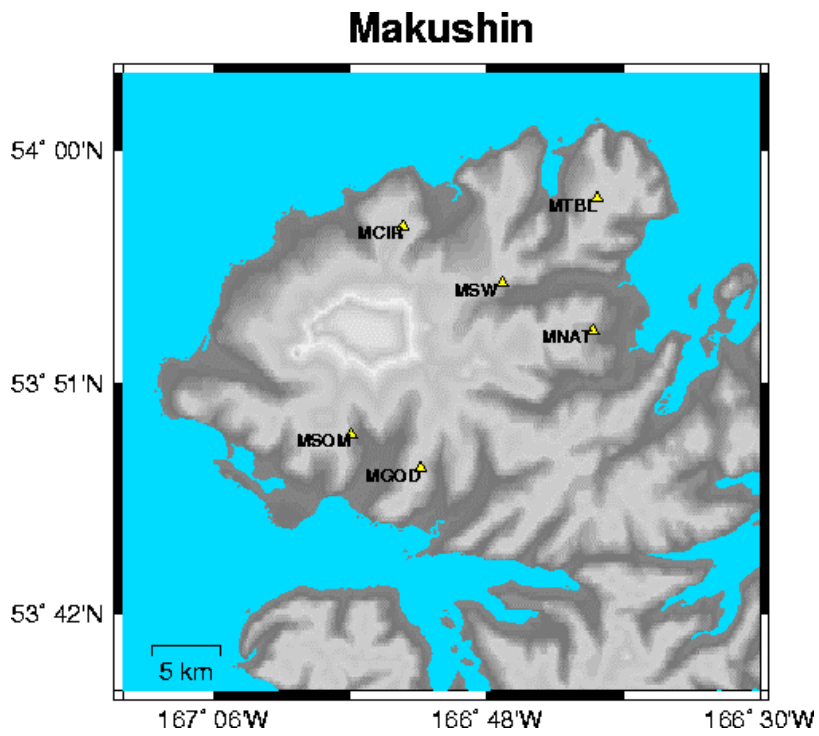 Makushin
54° 00'N
MTBL
MCIR
MSW
MNAT
53° 51'N
MSOM
MGOD
53° 42'N
5 km
167° 06'W
166° 48'W
166° 30'W